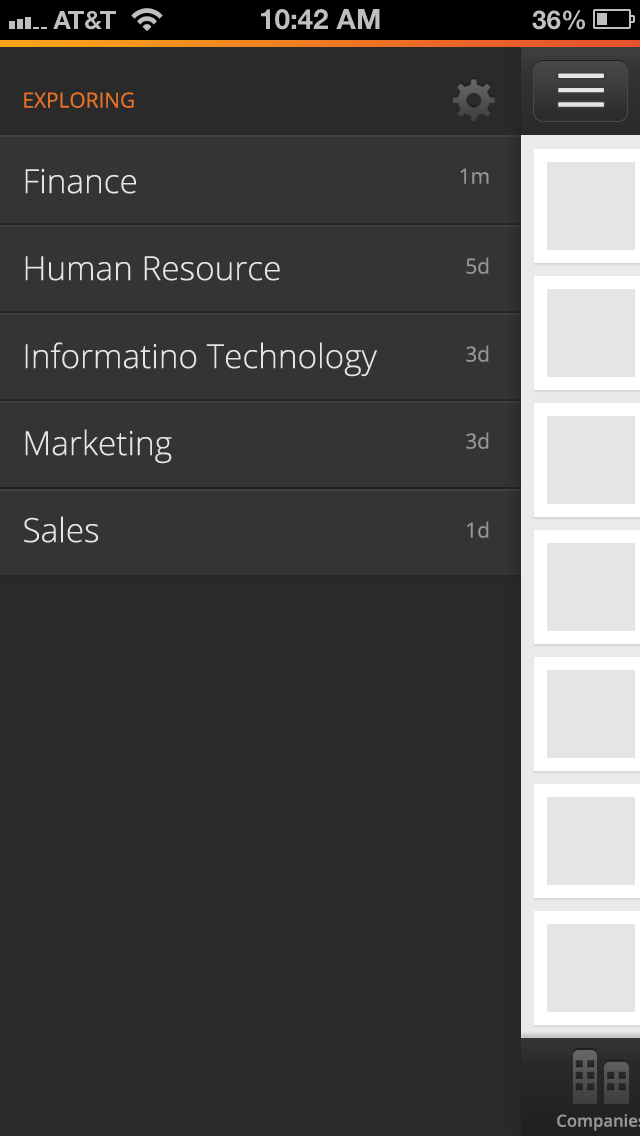 AT&T 10:42 AM 36%
EXPLORING
Finance 1m
Human Resource 5d
Informatino Technology 3d
Marketing 3d
Sales 1d
Companies